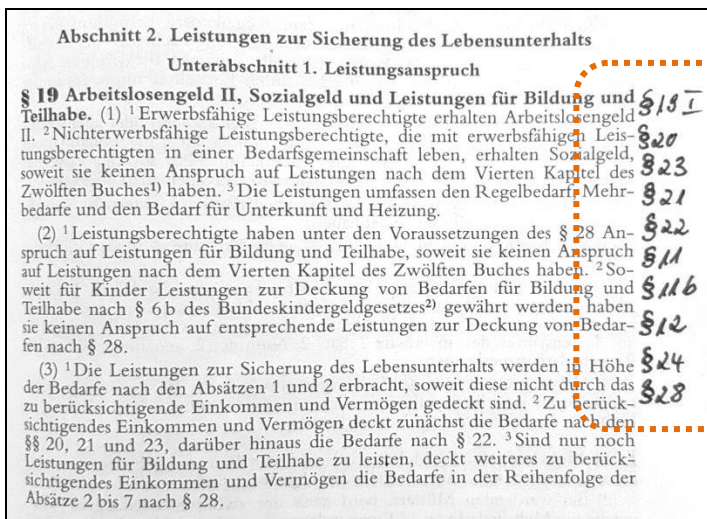 Abschnitt 2. Leistungen zur Sicherung des Lebensunterhalts
Unterabschnitt 1. Leistungsanspruch
§ 19 Arbeitslosengeld II, Sozialgeld und Leistungen für Bildung und
Teilhabe. (1) ¹Erwerbsfähige Leistungsberechtigte erhalten Arbeitslosengeld
II. ²Nichterwerbsfähige Leistungsberechtigte, die mit erwerbsfähigen Leis-
tungsberechtigten in einer Bedarfsgemeinschaft leben, erhalten Sozialgeld,
soweit sie keinen Anspruch auf Leistungen nach dem Vierten Kapitel des
Zwölften Buches¹⁾ haben. ³Die Leistungen umfassen den Regelbedarf, Mehr-
bedarfe und den Bedarf für Unterkunft und Heizung.
(2) ¹Leistungsberechtigte haben unter den Voraussetzungen des § 28 An-
spruch auf Leistungen für Bildung und Teilhabe, soweit sie keinen Anspruch
auf Leistungen nach dem Vierten Kapitel des Zwölften Buches haben. ²So-
weit für Kinder Leistungen zur Deckung von Bedarfen für Bildung und
Teilhabe nach § 6b des Bundeskindergeldgesetzes²⁾ gewährt werden, haben
sie keinen Anspruch auf entsprechende Leistungen zur Deckung von Bedar-
fen nach § 28.
(3) ¹Die Leistungen zur Sicherung des Lebensunterhalts werden in Höhe
der Bedarfe nach den Absätzen 1 und 2 erbracht, soweit diese nicht durch das
zu berücksichtigende Einkommen und Vermögen gedeckt sind. ²Zu berück-
sichtigendes Einkommen und Vermögen deckt zunächst die Bedarfe nach den
§§ 20, 21 und 23, darüber hinaus die Bedarfe nach § 22. ³Sind nur noch
Leistungen für Bildung und Teilhabe zu leisten, deckt weiteres zu berück-
sichtigendes Einkommen und Vermögen die Bedarfe in der Reihenfolge der
Absätze 2 bis 7 nach § 28.
§19 I
§20
§23
§21
§22
§11
§11b
§12
§24
§28